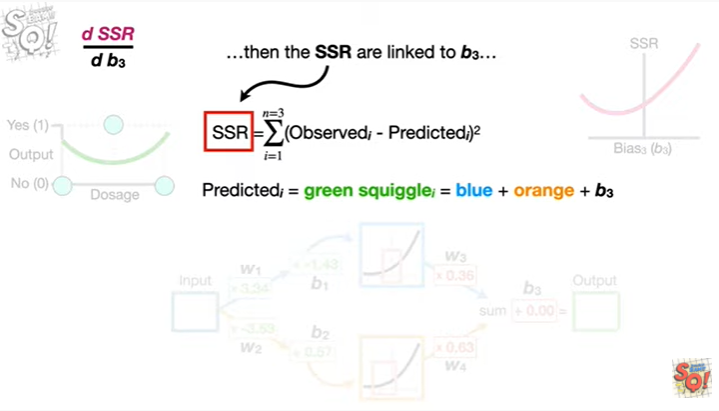 d SSR
d b₃
...then the SSR are linked to b₃...
SSR
n=3
SSR = ∑(Observedᵢ - Predictedᵢ)²
i=1
Yes (1)
Output
No (0)
Dosage
Bias₃ (b₃)
Predictedᵢ = green squiggleᵢ = blue + orange + b₃
Input
W₁
× 3.34
+ -1.43
b₁
W₃
× 0.36
b₃
Output
sum
+ 0.00
=
× -3.53
W₂
b₂
+ 0.57
× 0.63
W₄
SQ!